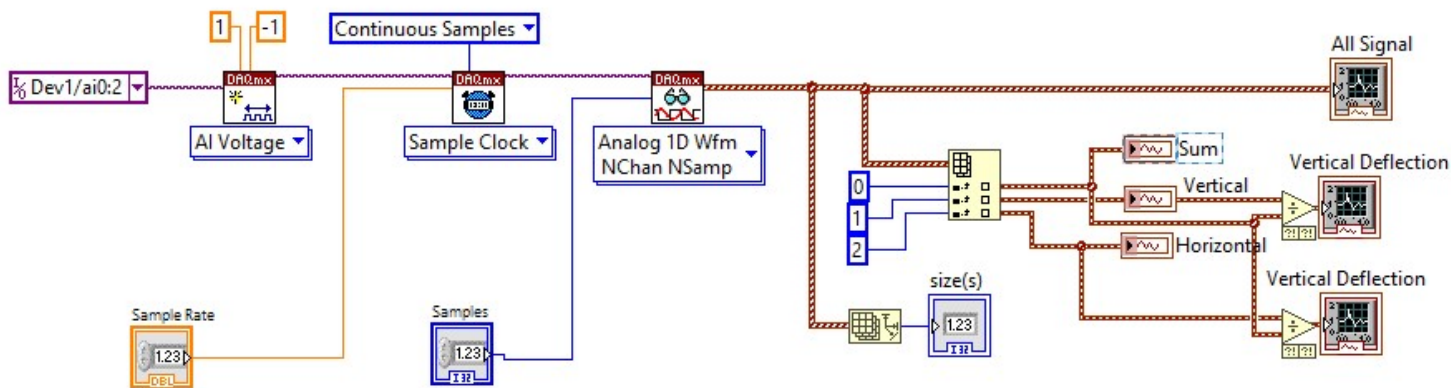 1
-1
Continuous Samples
All Signal
I/O Dev1/ai0:2
DAQmx
DAQmx
DAQmx
AI Voltage
Sample Clock
Analog 1D Wfm
NChan NSamp
Sum
Vertical Deflection
0
Vertical
1
2
Horizontal
size(s)
Vertical Deflection
1.23
I32
Sample Rate
1.23
DBL
Samples
1.23
I32